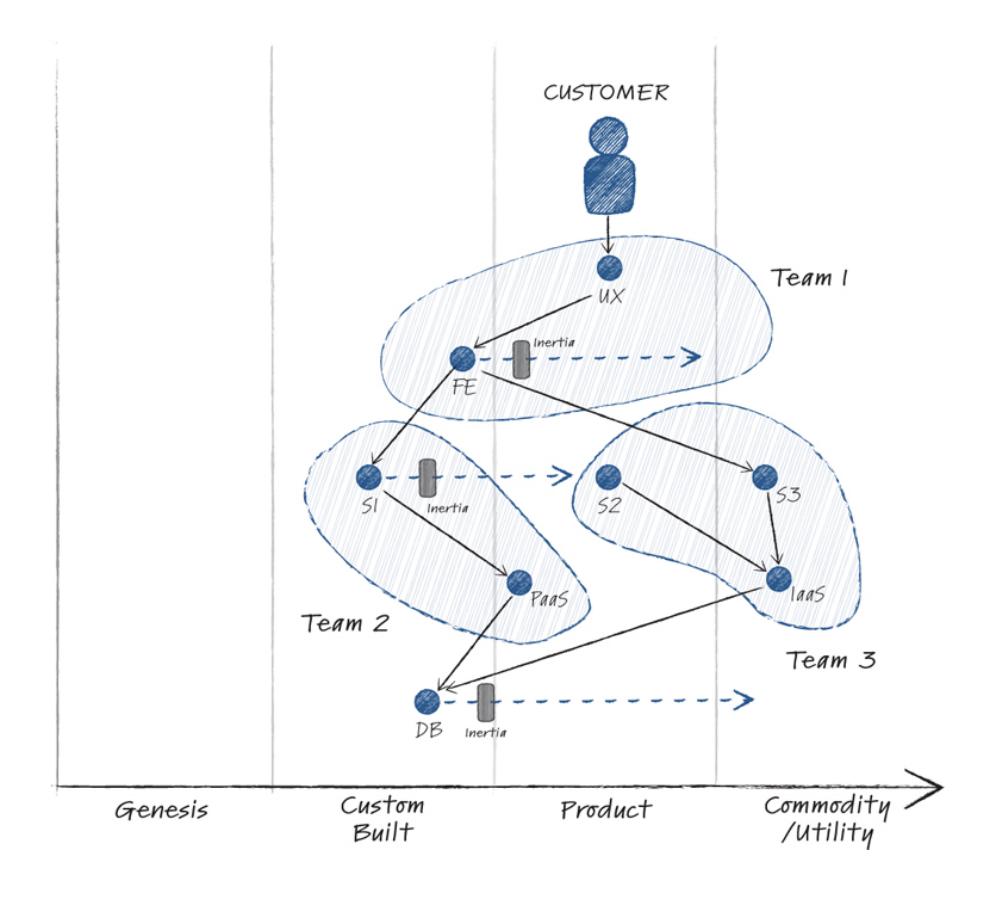 CUSTOMER
Team 1
UX
Inertia
FE
S1
Inertia
S2
S3
PaaS
IaaS
Team 2
Team 3
DB
Inertia
Genesis
Custom
Built
Product
Commodity
/Utility